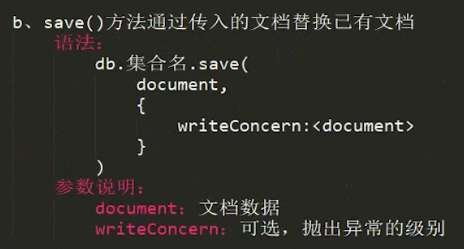 b、save()方法通过传入的文档替换已有文档
语法：
db.集合名.save(
document,
{
writeConcern:<document>
}
)
参数说明：
document：文档数据
writeConcern：可选，抛出异常的级别